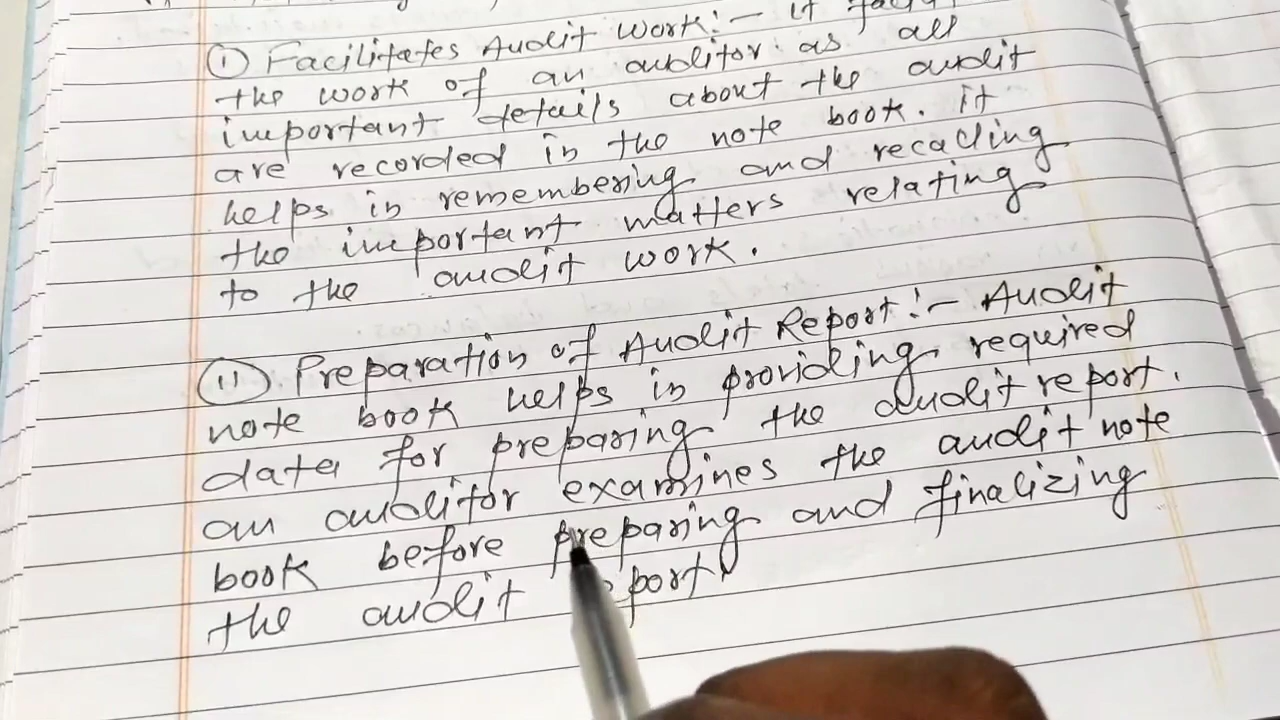 ① Facilitates Audit Work:- it
the work of an auditor as all
important details about the audit
are recorded in the note book. it
helps in remembering and recalling
the important matters relating
to the audit work.
⑪ Preparation of Audit Report:- Audit
note book helps in providing required
data for preparing the audit report.
an auditor examines the audit note
book before preparing and finalizing
the audit port